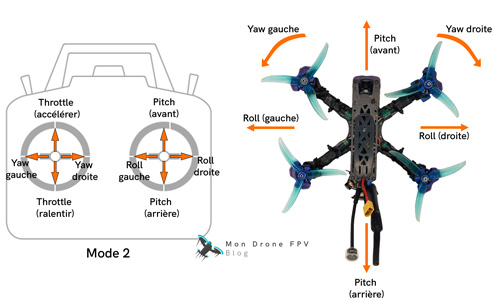 Throttle
(accélérer)
Yaw
gauche
Yaw
droite
Throttle
(ralentir)
Pitch
(avant)
Roll
gauche
Roll
droite
Pitch
(arrière)
Mode 2
Mon Drone FPV
Blog
Yaw gauche
Pitch
(avant)
Yaw droite
Roll (gauche)
Roll (droite)
Pitch
(arrière)